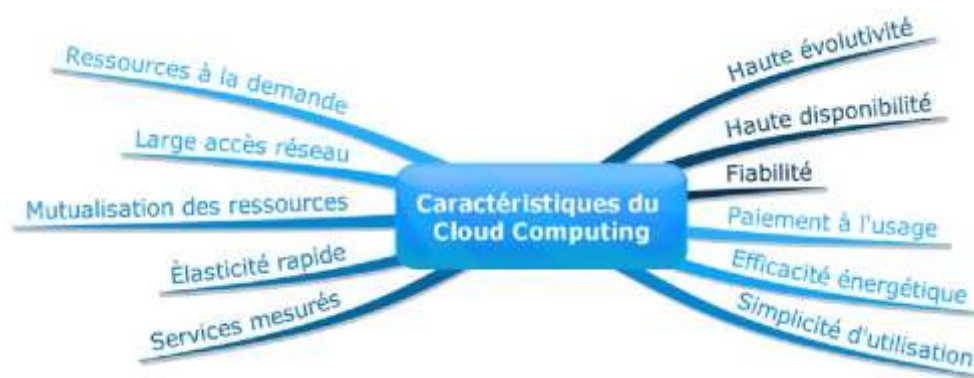 Ressources à la demande
Large accès réseau
Mutualisation des ressources
Èlasticité rapide
Services mesurés
Caractéristiques du
Cloud Computing
Haute évolutivité
Haute disponibilité
Fiabilité
Paiement à l'usage
Efficacité énergétique
Simplicité d'utilisation